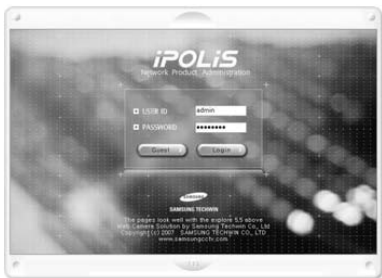 iPOLiS
Network Product Administration
USER ID
admin
PASSWORD
••••••••
Guest
Login
SAMSUNG
SAMSUNG TECHWIN
The pages look well with the explore 5,5 above
Web Camera Solution by Samsung Techwin Co., Ltd
Copyright(c) 2007 SAMSUNG TECHWIN CO., LTD
www.samsungcctv.com